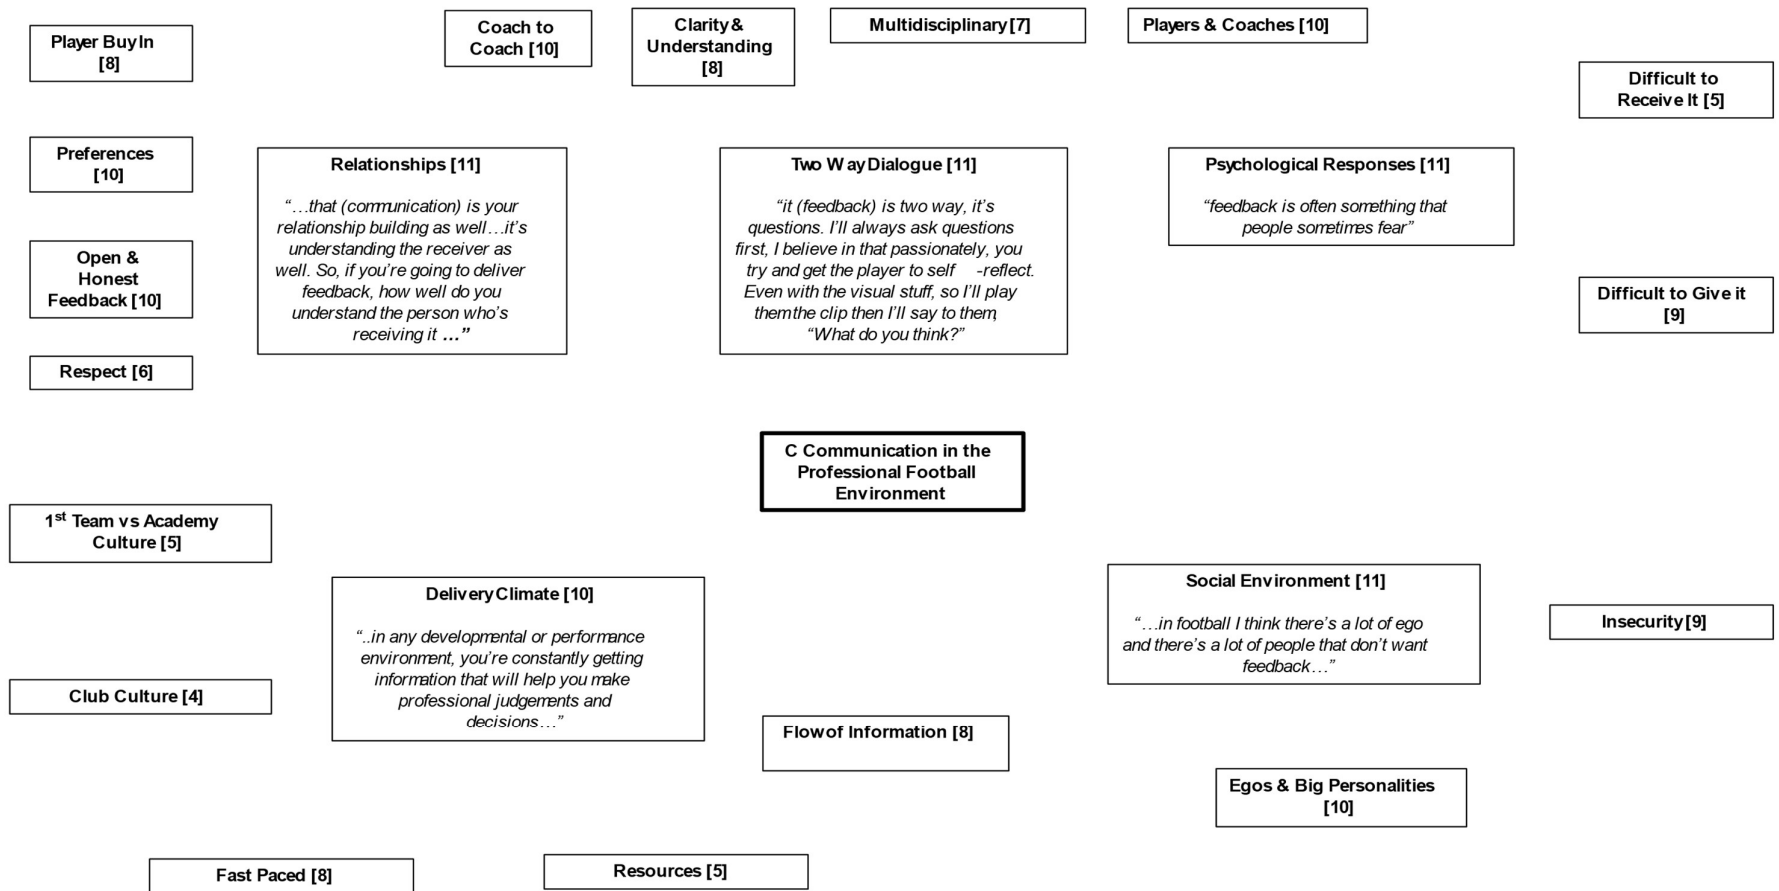 Player Buy In
[8]
Coach to
Coach [10]
Clarity &
Understanding
[8]
Multidisciplinary [7]
Players & Coaches [10]
Difficult to
Receive It [5]
Preferences
[10]
Open &
Honest
Feedback [10]
Respect [6]
Relationships [11]
“…that (communication) is your
relationship building as well…it’s
understanding the receiver as
well. So, if you’re going to deliver
feedback, how well do you
understand the person who’s
receiving it …”
Two Way Dialogue [11]
“it (feedback) is two way, it’s
questions. I’ll always ask questions
first, I believe in that passionately, you
try and get the player to self -reflect.
Even with the visual stuff, so I’ll play
them the clip then I’ll say to them,
“What do you think?”
Psychological Responses [11]
“feedback is often something that
people sometimes fear”
Difficult to Give it
[9]
C Communication in the
Professional Football
Environment
1st Team vs Academy
Culture [5]
Club Culture [4]
Delivery Climate [10]
“..in any developmental or performance
environment, you’re constantly getting
information that will help you make
professional judgements and
decisions…”
Social Environment [11]
“…in football I think there’s a lot of ego
and there’s a lot of people that don’t want
feedback…”
Insecurity [9]
Flow of Information [8]
Egos & Big Personalities
[10]
Fast Paced [8]
Resources [5]